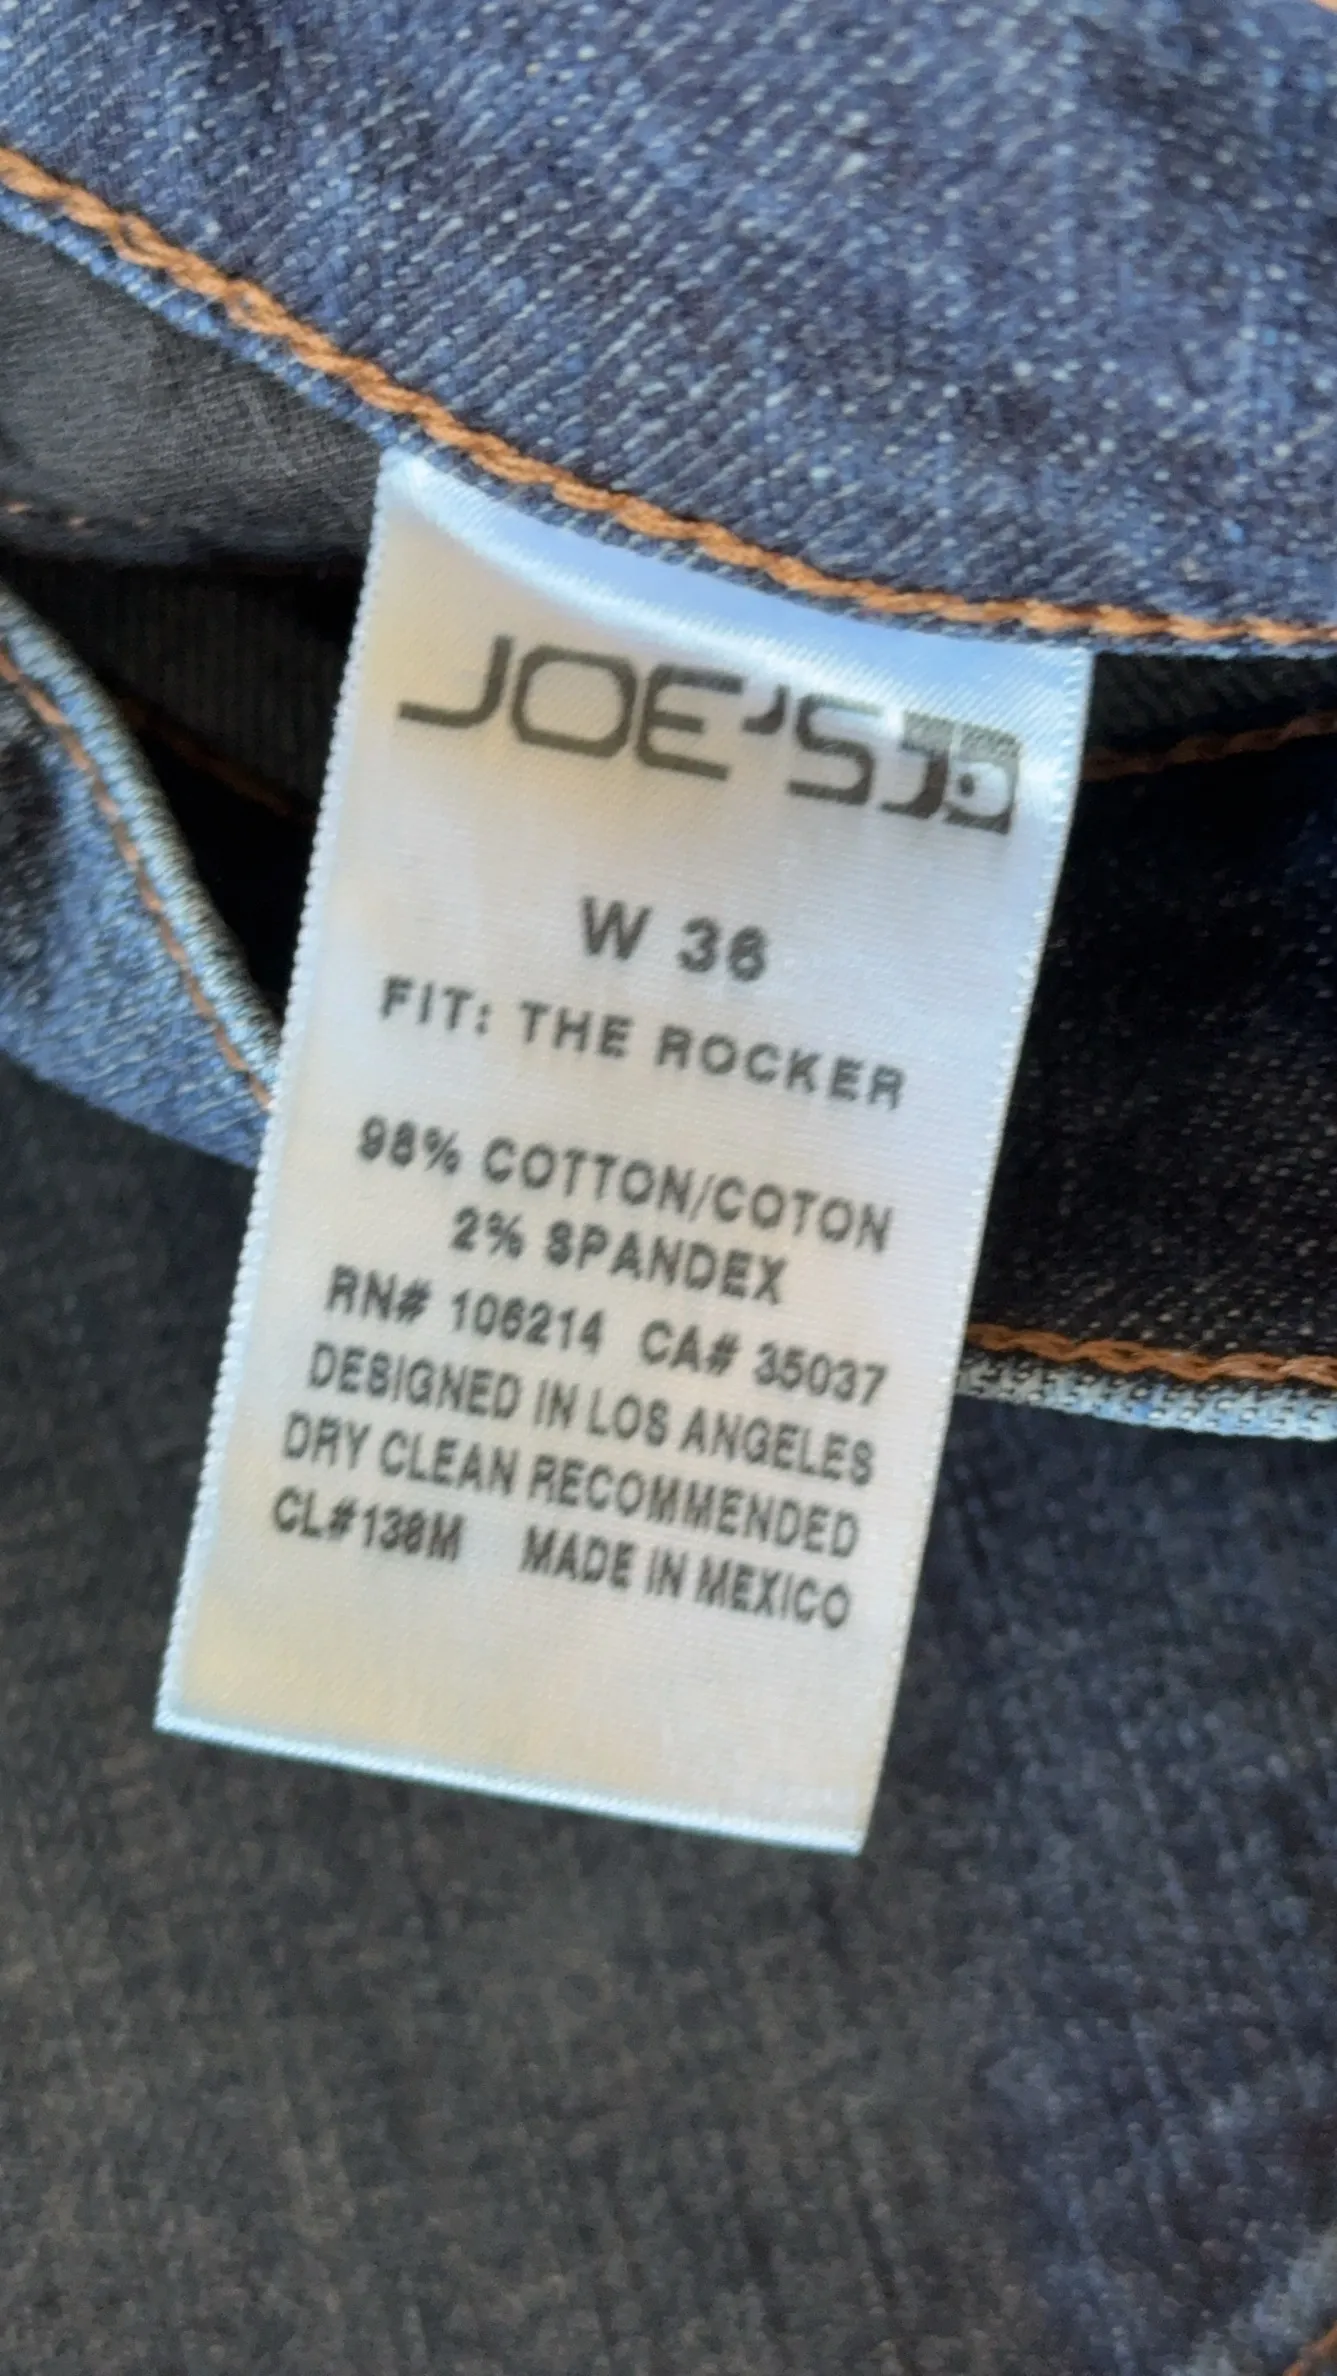 JOE'S
W 36
FIT: THE ROCKER
98% COTTON/COTON
2% SPANDEX
RN# 106214 CA# 35037
DESIGNED IN LOS ANGELES
DRY CLEAN RECOMMENDED
CL#138M MADE IN MEXICO